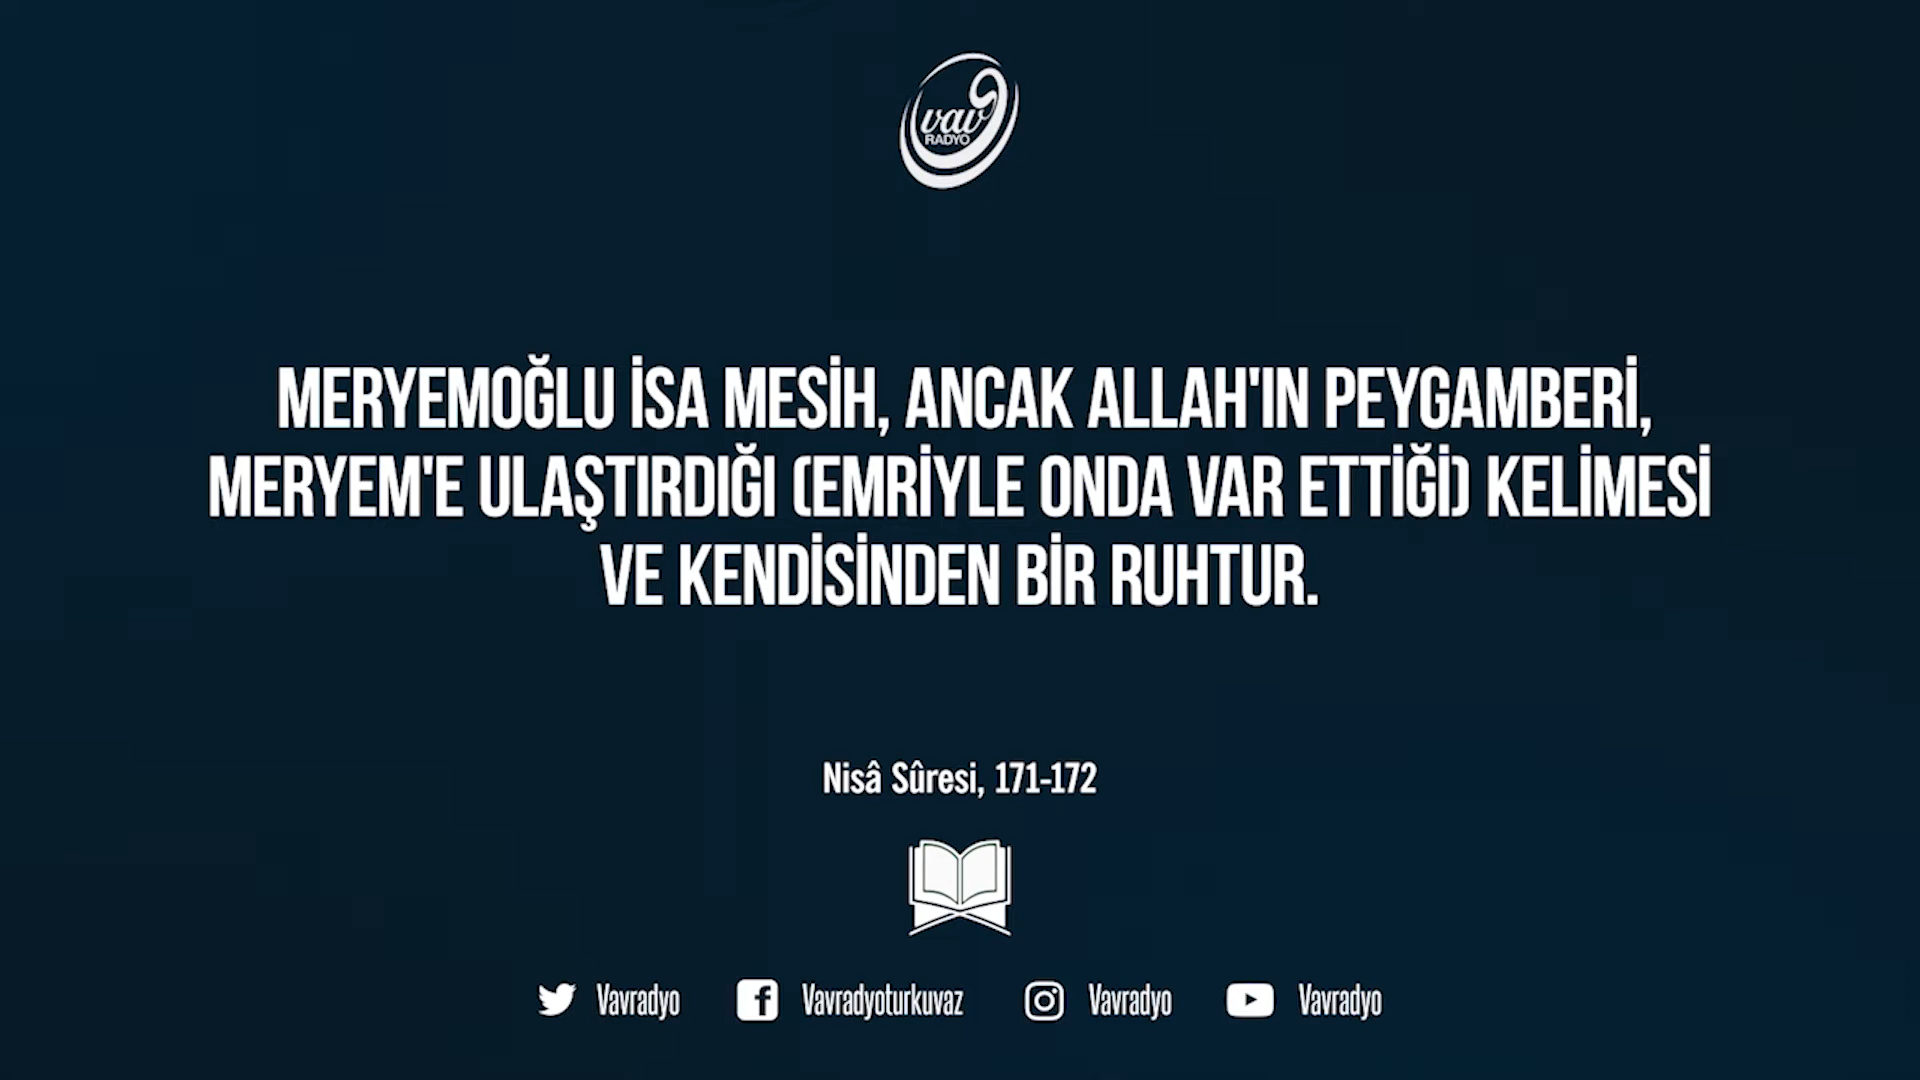 vav
RADYO
MERYEMOĞLU İSA MESİH, ANCAK ALLAH'IN PEYGAMBERİ,
MERYEM'E ULAŞTIRDIĞI (EMRİYLE ONDA VAR ETTİĞİ) KELİMESİ
VE KENDİSİNDEN BİR RUHTUR.
Nisâ Sûresi, 171-172
Vavradyo Vavradyoturkuvaz Vavradyo Vavradyo